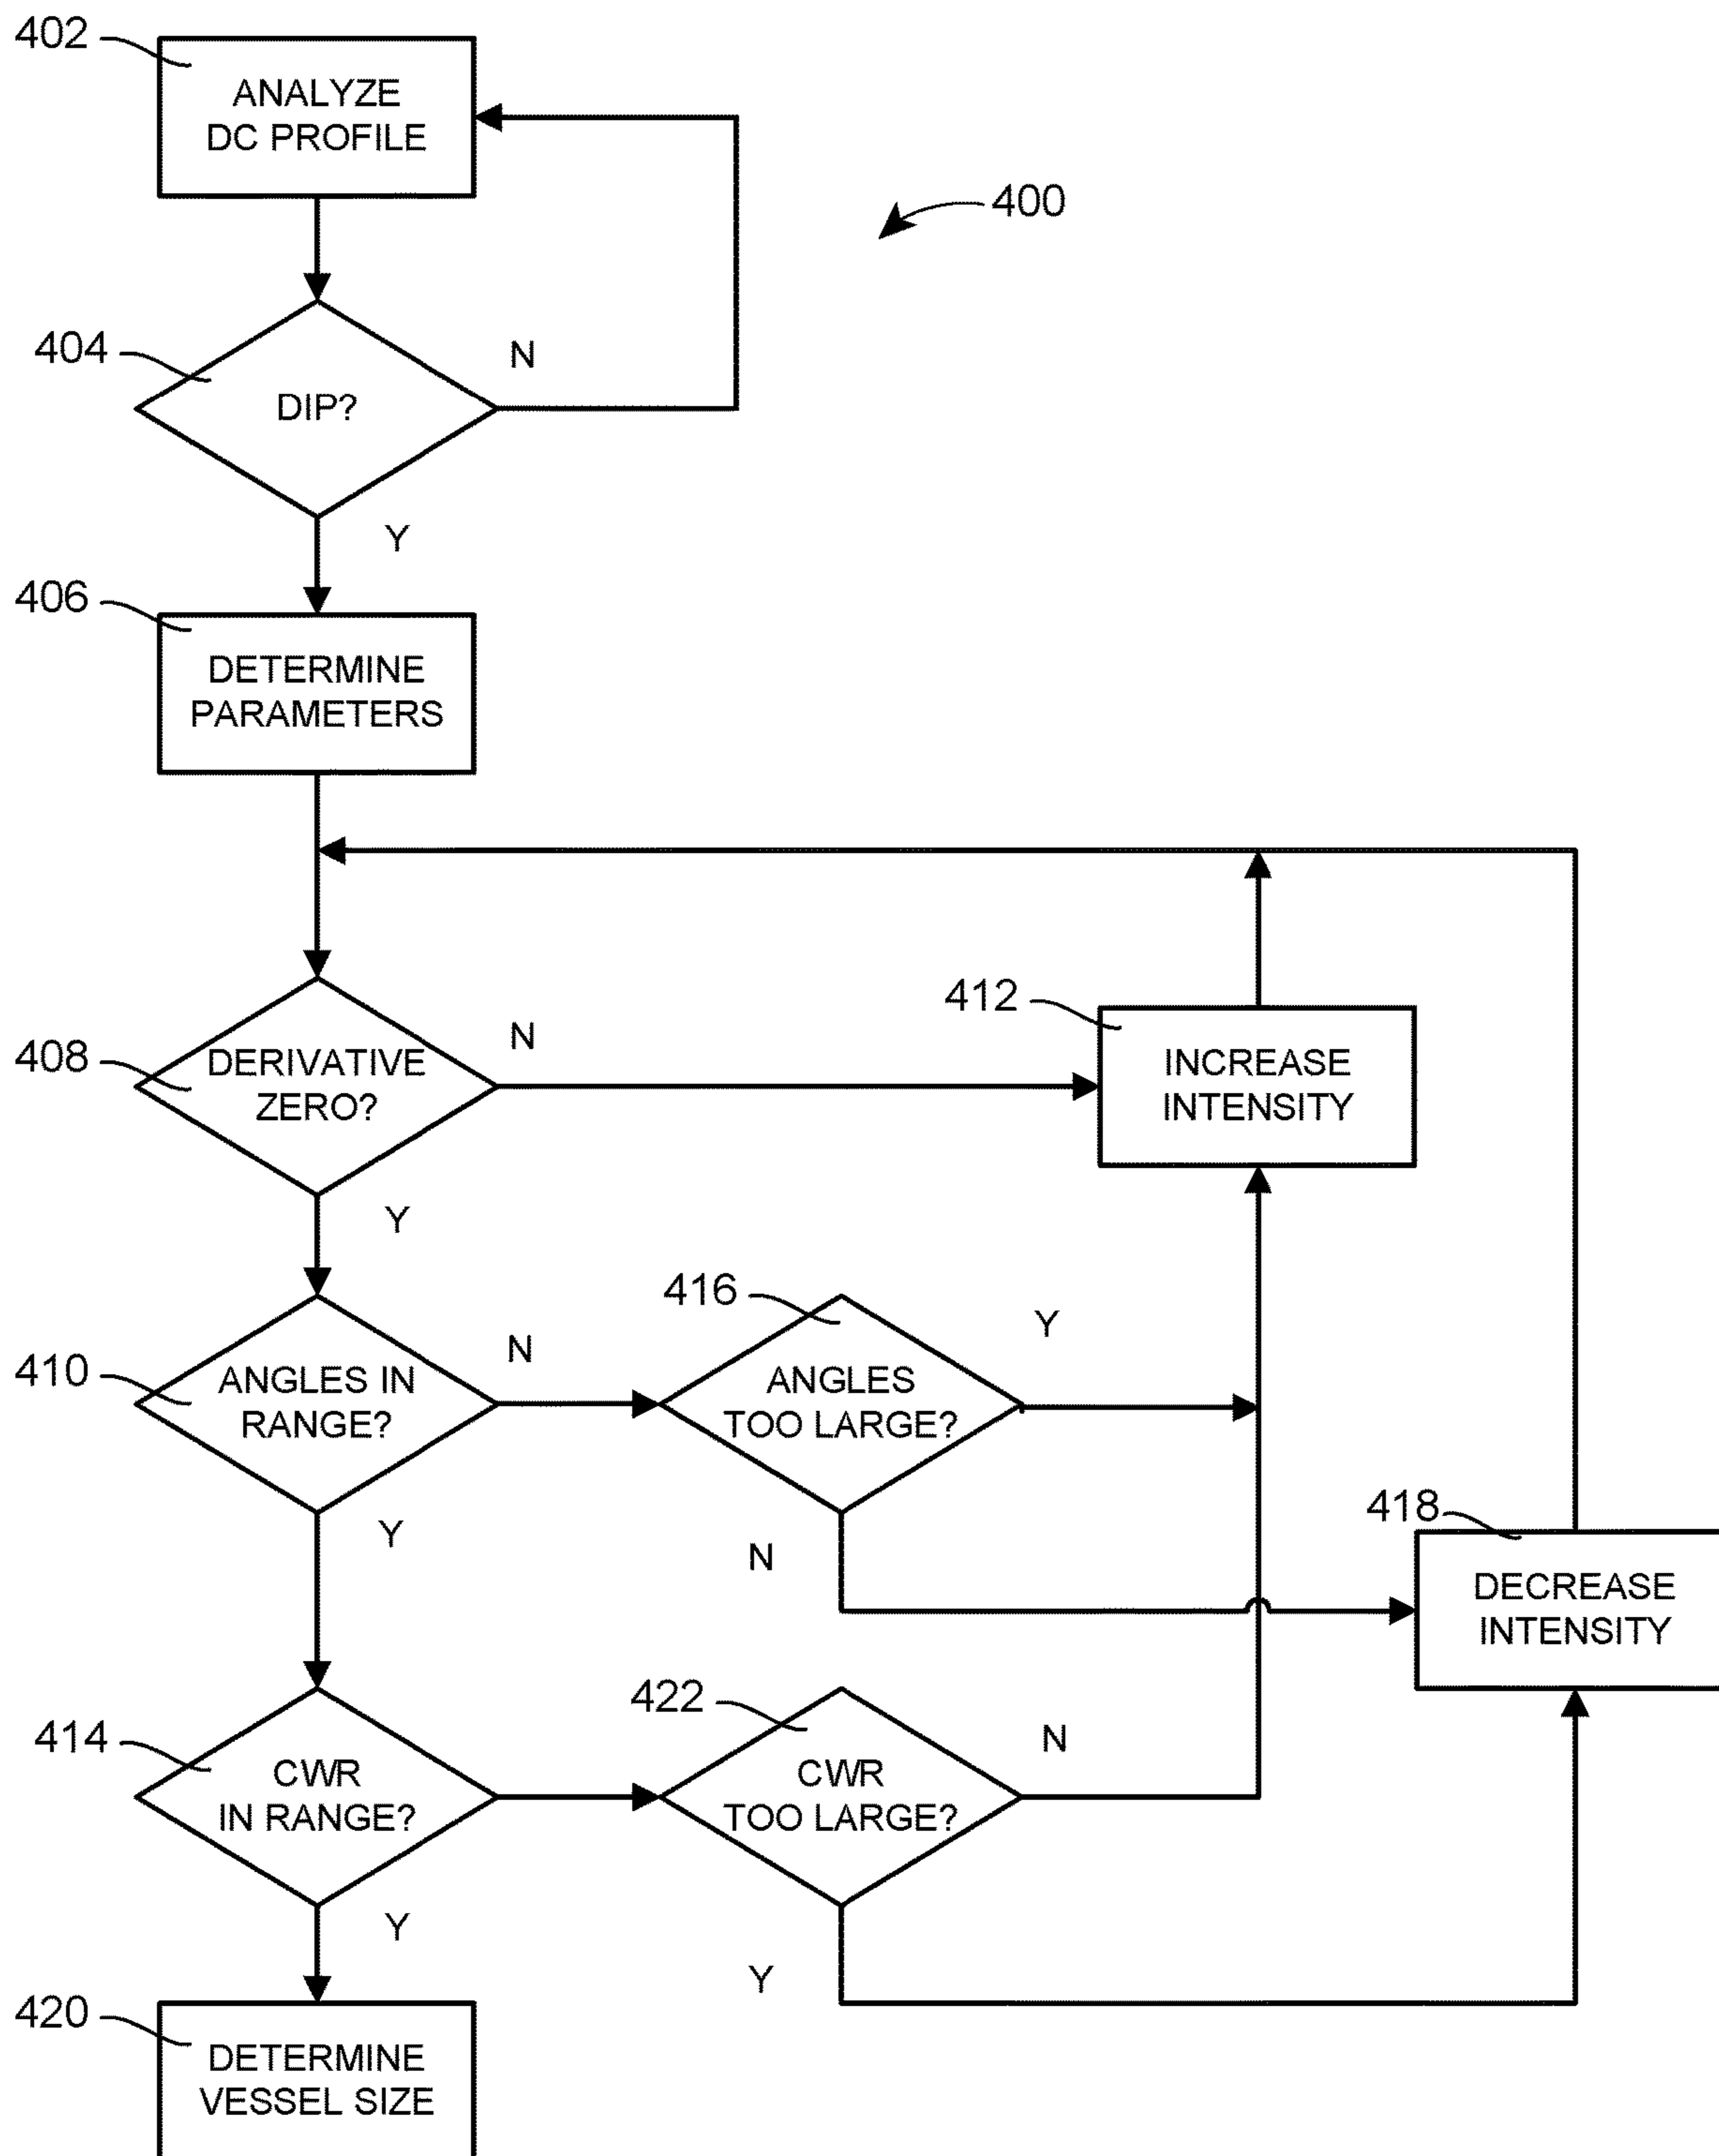 402
ANALYZE
DC PROFILE
400
404
DIP?
N
Y
406
DETERMINE
PARAMETERS
408
DERIVATIVE
ZERO?
N
Y
412
INCREASE
INTENSITY
410
ANGLES IN
RANGE?
N
Y
416
ANGLES
TOO LARGE?
Y
N
418
DECREASE
INTENSITY
414
CWR
IN RANGE?
Y
422
CWR
TOO LARGE?
N
Y
420
DETERMINE
VESSEL SIZE